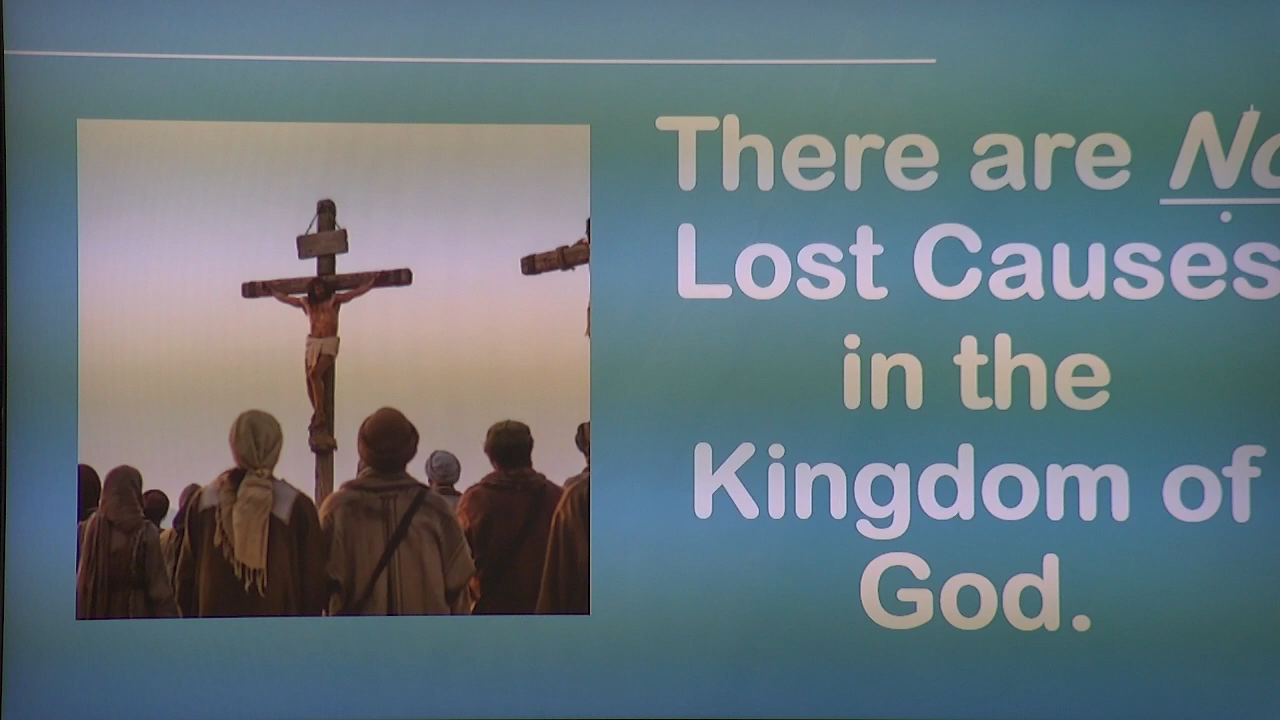 There are No
Lost Causes
in the
Kingdom of
God.